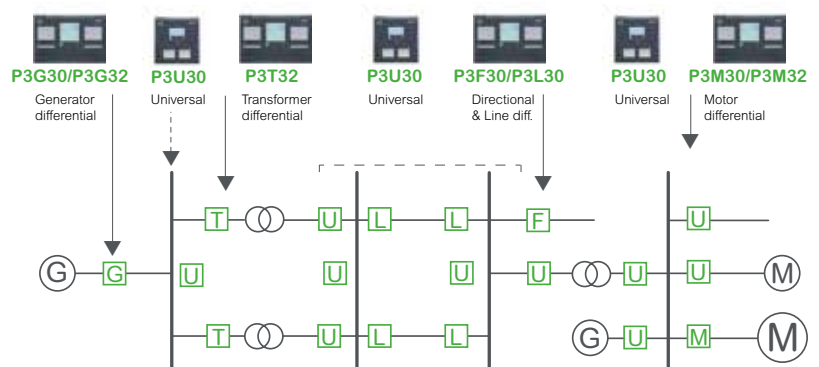 P3G30/P3G32 P3U30 P3T32 P3U30 P3F30/P3L30 P3U30 P3M30/P3M32
Generator Universal Transformer Universal Directional Universal Motor
differential differential & Line diff. differential
T U L L F U
G G U U U U U U M
T U L L G U M M